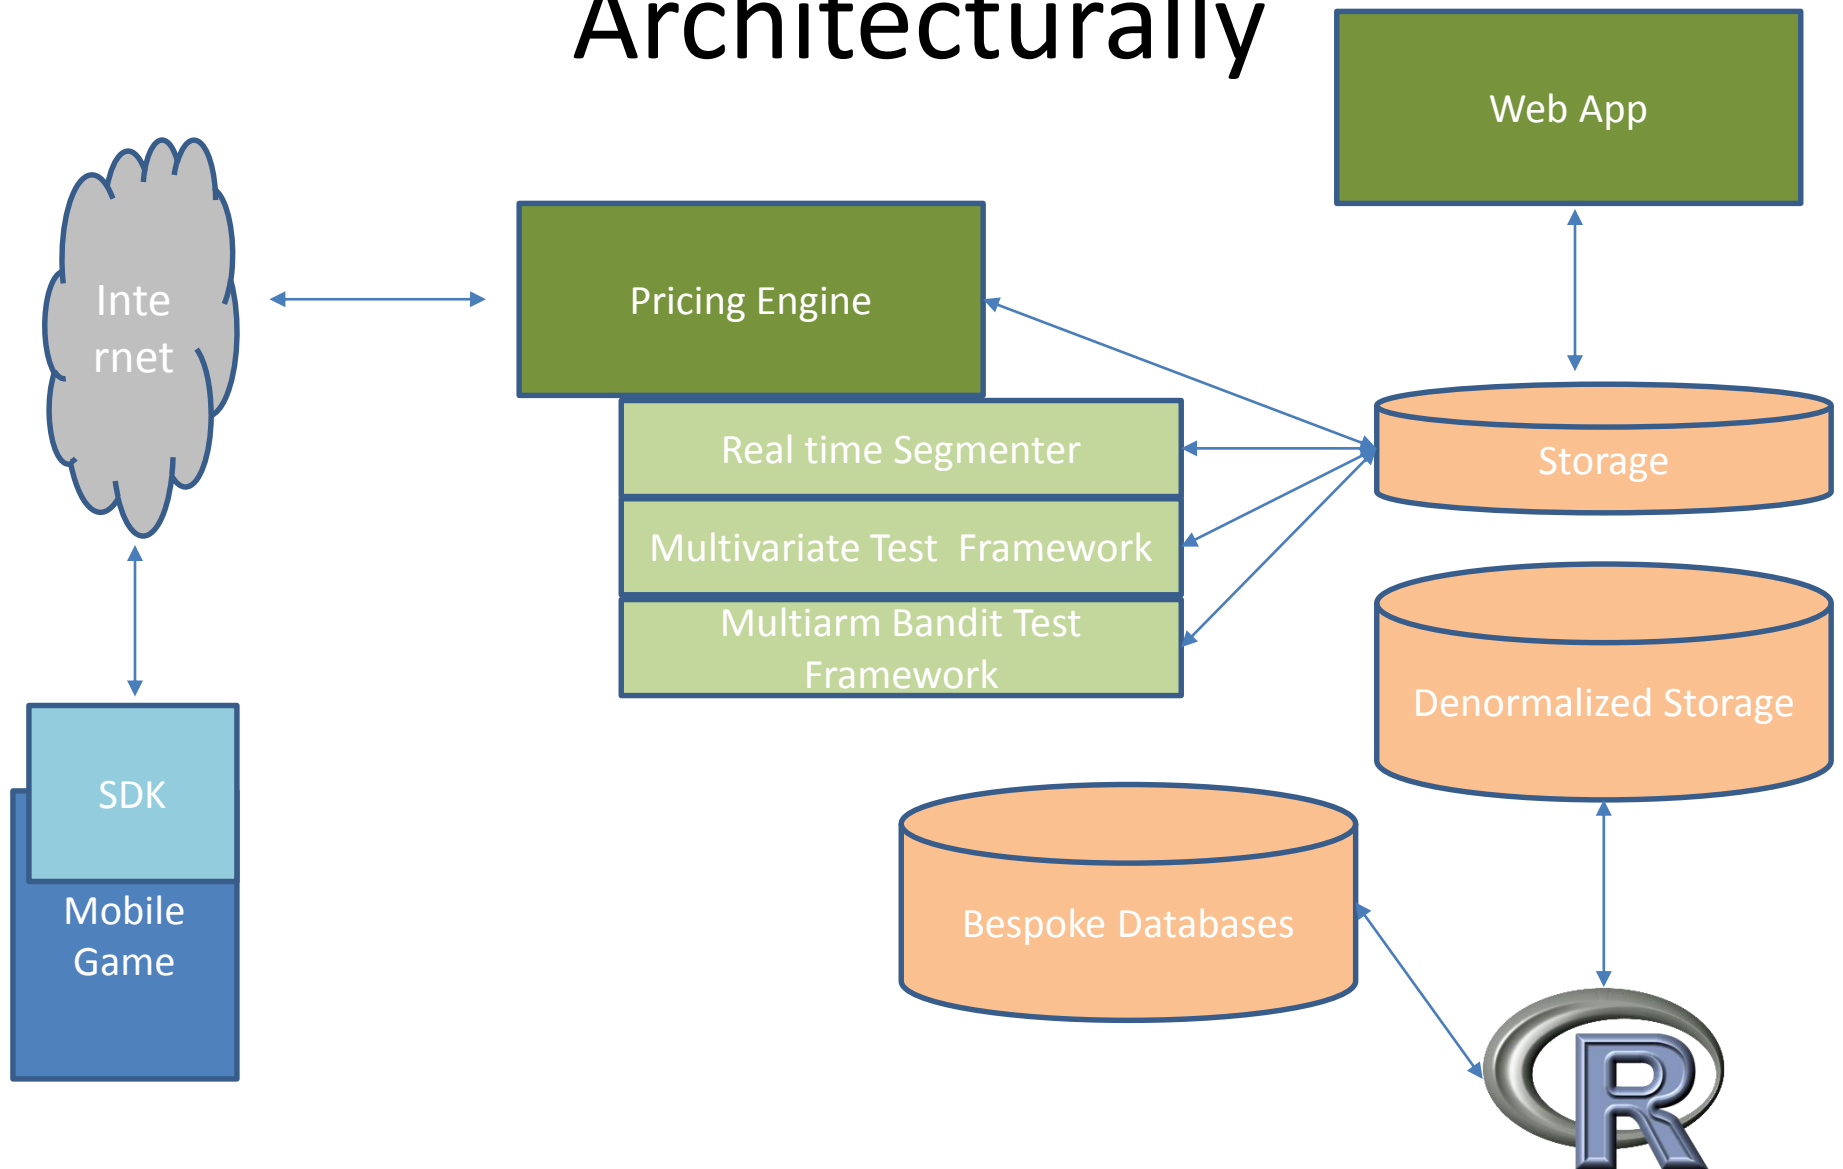 Architecturally
Web App
Inte
rnet
Pricing Engine
Real time Segmenter
Storage
Multivariate Test  Framework
Multiarm Bandit Test
Framework
Denormalized Storage
SDK
Mobile
Game
Bespoke Databases
R